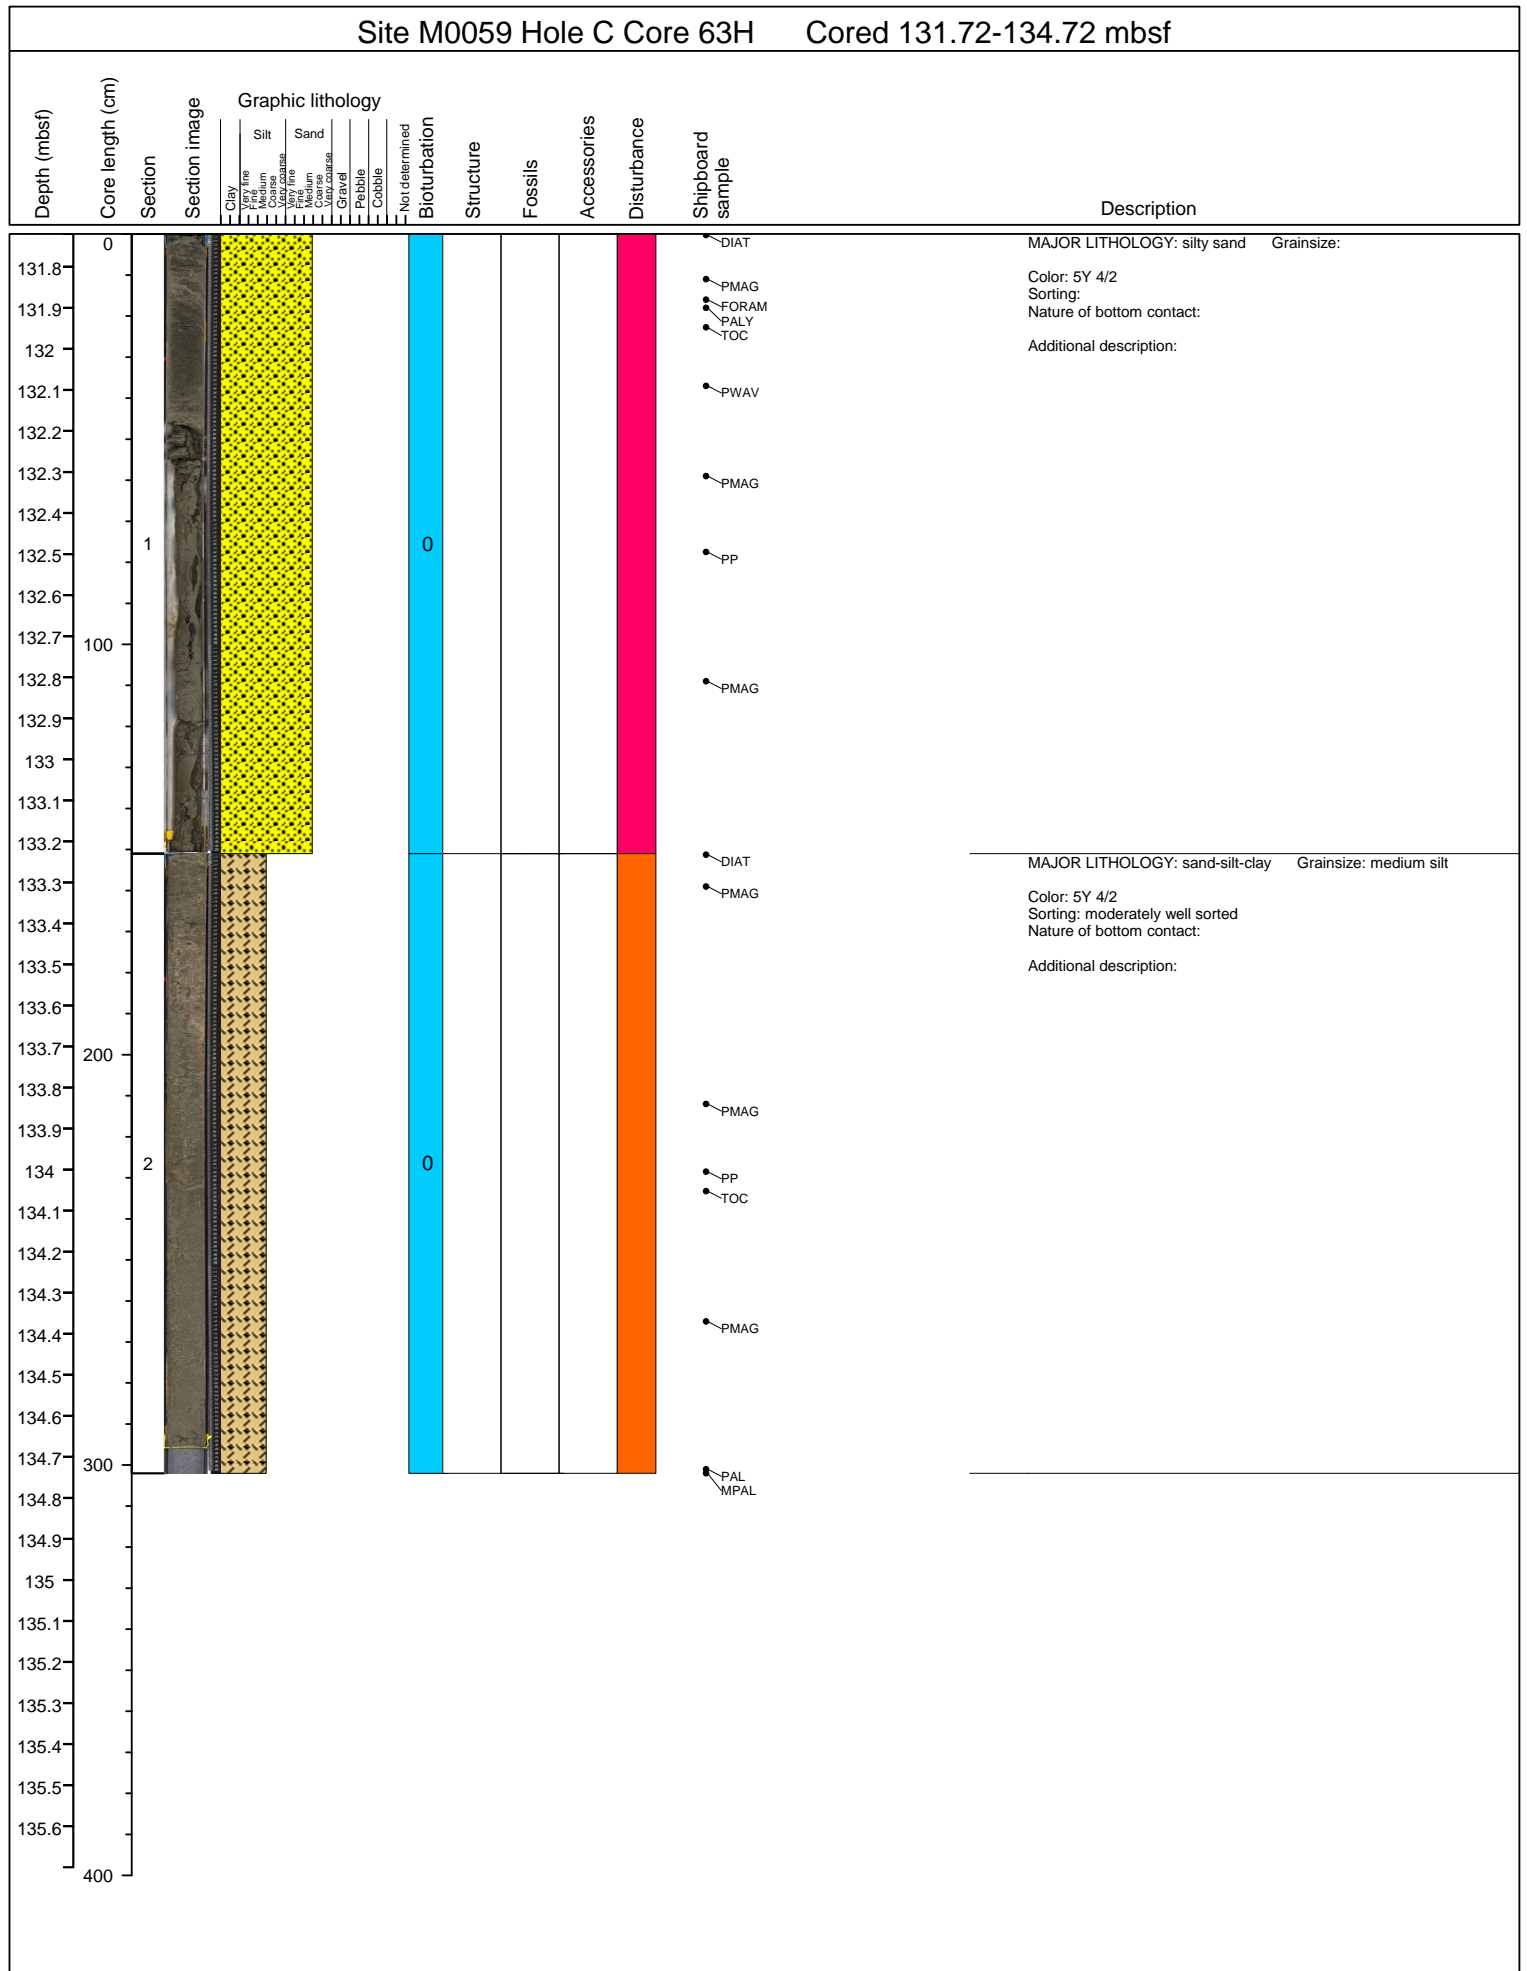 Site M0059 Hole C Core 63H Cored 131.72-134.72 mbsf
Depth (mbsf)
Core length (cm)
Section
Section image
Graphic lithology
Silt
Sand
Clay
Very fine
Fine
Medium
Coarse
Very coarse
Very fine
Fine
Medium
Coarse
Very coarse
Gravel
Pebble
Cobble
Not determined
Bioturbation
Structure
Fossils
Accessories
Disturbance
Shipboard
sample
Description
131.8
131.9
132
132.1
132.2
132.3
132.4
132.5
132.6
132.7
132.8
132.9
133
133.1
133.2
133.3
133.4
133.5
133.6
133.7
133.8
133.9
134
134.1
134.2
134.3
134.4
134.5
134.6
134.7
134.8
134.9
135
135.1
135.2
135.3
135.4
135.5
135.6
0
100
200
300
400
1
2
0
0
DIAT
PMAG
FORAM
PALY
TOC
PWAV
PMAG
PP
PMAG
DIAT
PMAG
PMAG
PP
TOC
PMAG
PAL
MPAL
MAJOR LITHOLOGY: silty sand Grainsize:
Color: 5Y 4/2
Sorting:
Nature of bottom contact:
Additional description:
MAJOR LITHOLOGY: sand-silt-clay Grainsize: medium silt
Color: 5Y 4/2
Sorting: moderately well sorted
Nature of bottom contact:
Additional description: